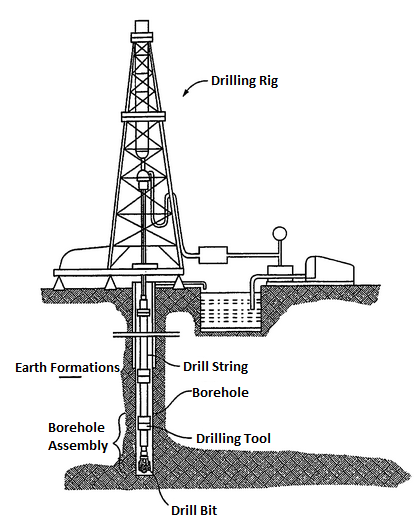 Drilling Rig
Earth Formations
Drill String
Borehole
Borehole
Assembly
Drilling Tool
Drill Bit